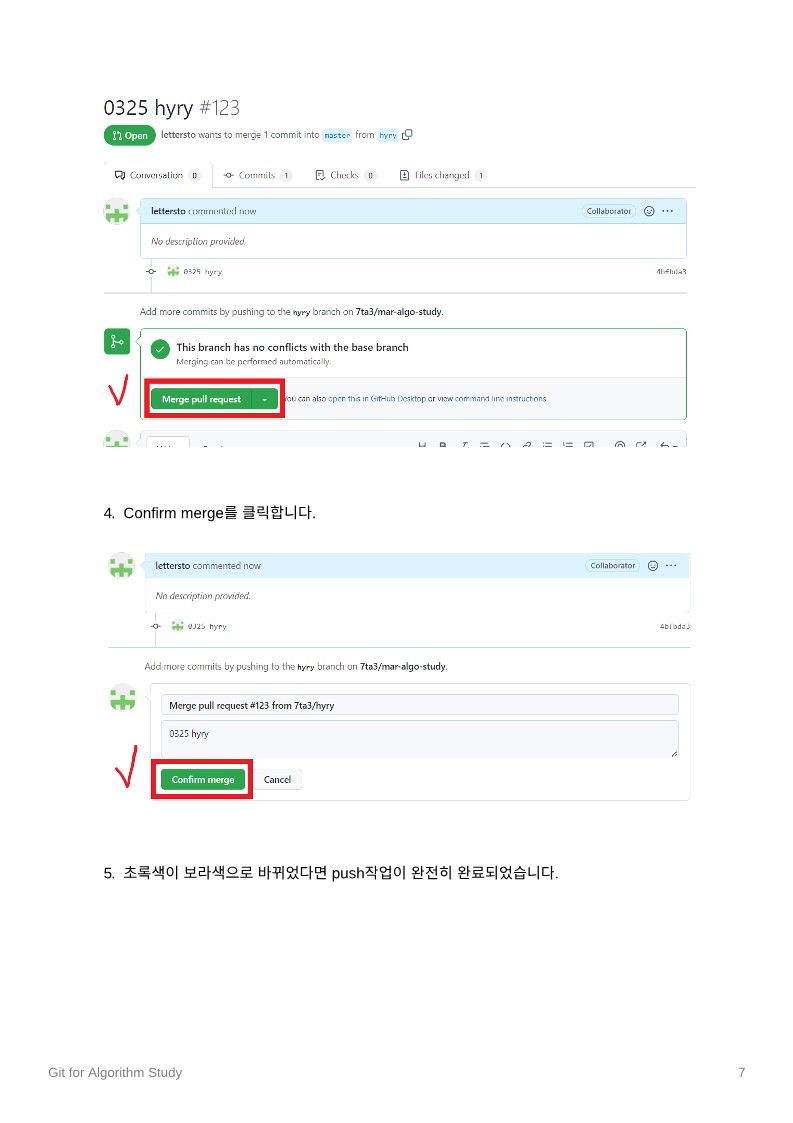 0325 hyry #123
Open lettersto wants to merge 1 commit into master from hyry
Conversation 0 Commits 1 Checks 0 Files changed 1
lettersto commented now Collaborator
No description provided.
0325 hyry 4bfbda3
Add more commits by pushing to the hyry branch on 7ta3/mar-algo-study.
This branch has no conflicts with the base branch
Merging can be performed automatically.
Merge pull request You can also open this in GitHub Desktop or view command line instructions.
4. Confirm merge를 클릭합니다.
lettersto commented now Collaborator
No description provided.
0325 hyry 4bfbda3
Add more commits by pushing to the hyry branch on 7ta3/mar-algo-study.
Merge pull request #123 from 7ta3/hyry
0325 hyry
Confirm merge Cancel
5. 초록색이 보라색으로 바뀌었다면 push작업이 완전히 완료되었습니다.
Git for Algorithm Study 7